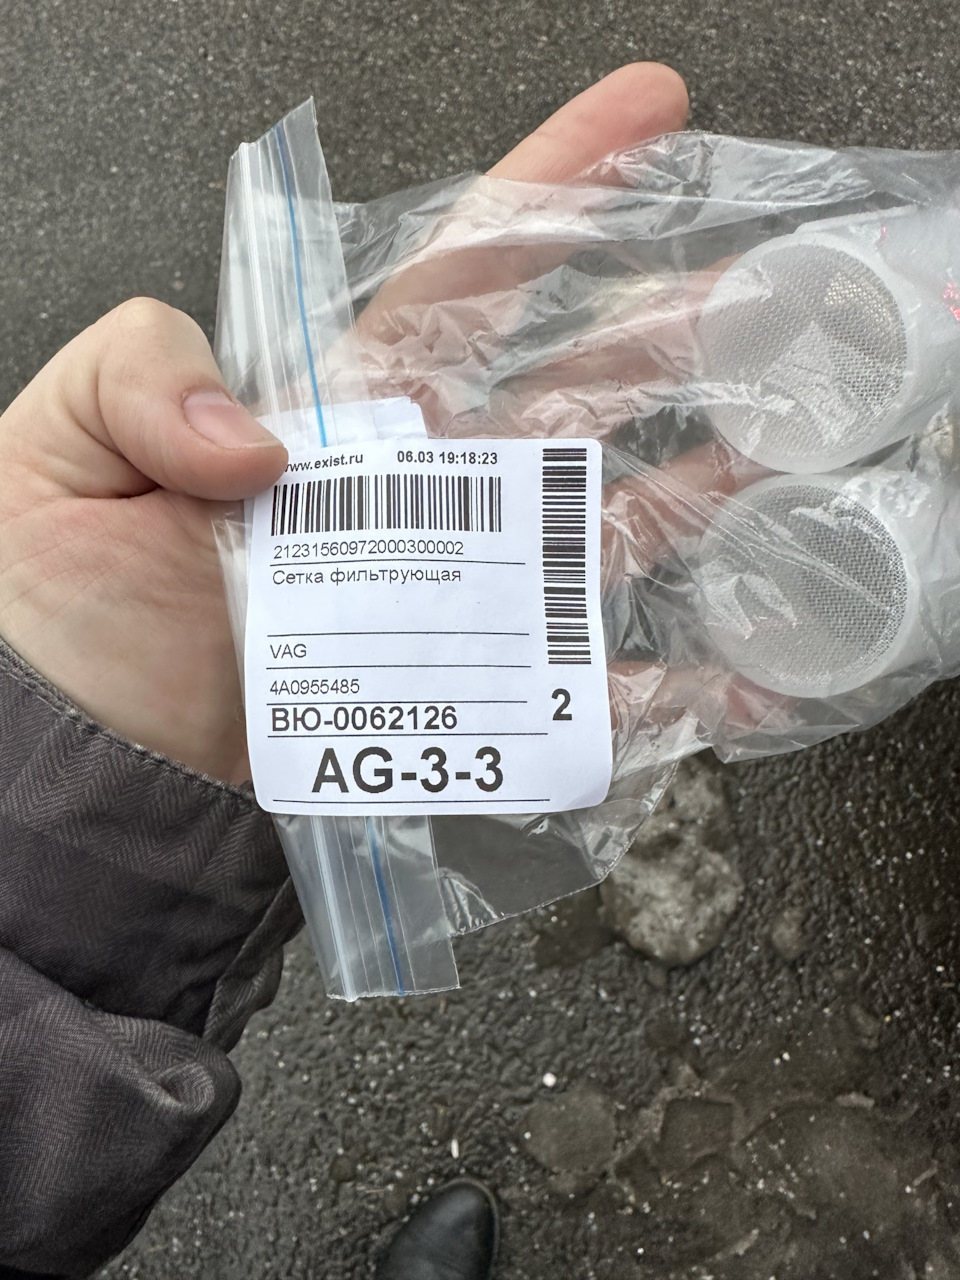 www.exist.ru 06.03 19:18:23
21231560972000300002
Сетка фильтрующая
VAG
4A0955485
ВЮ-0062126
2
AG-3-3